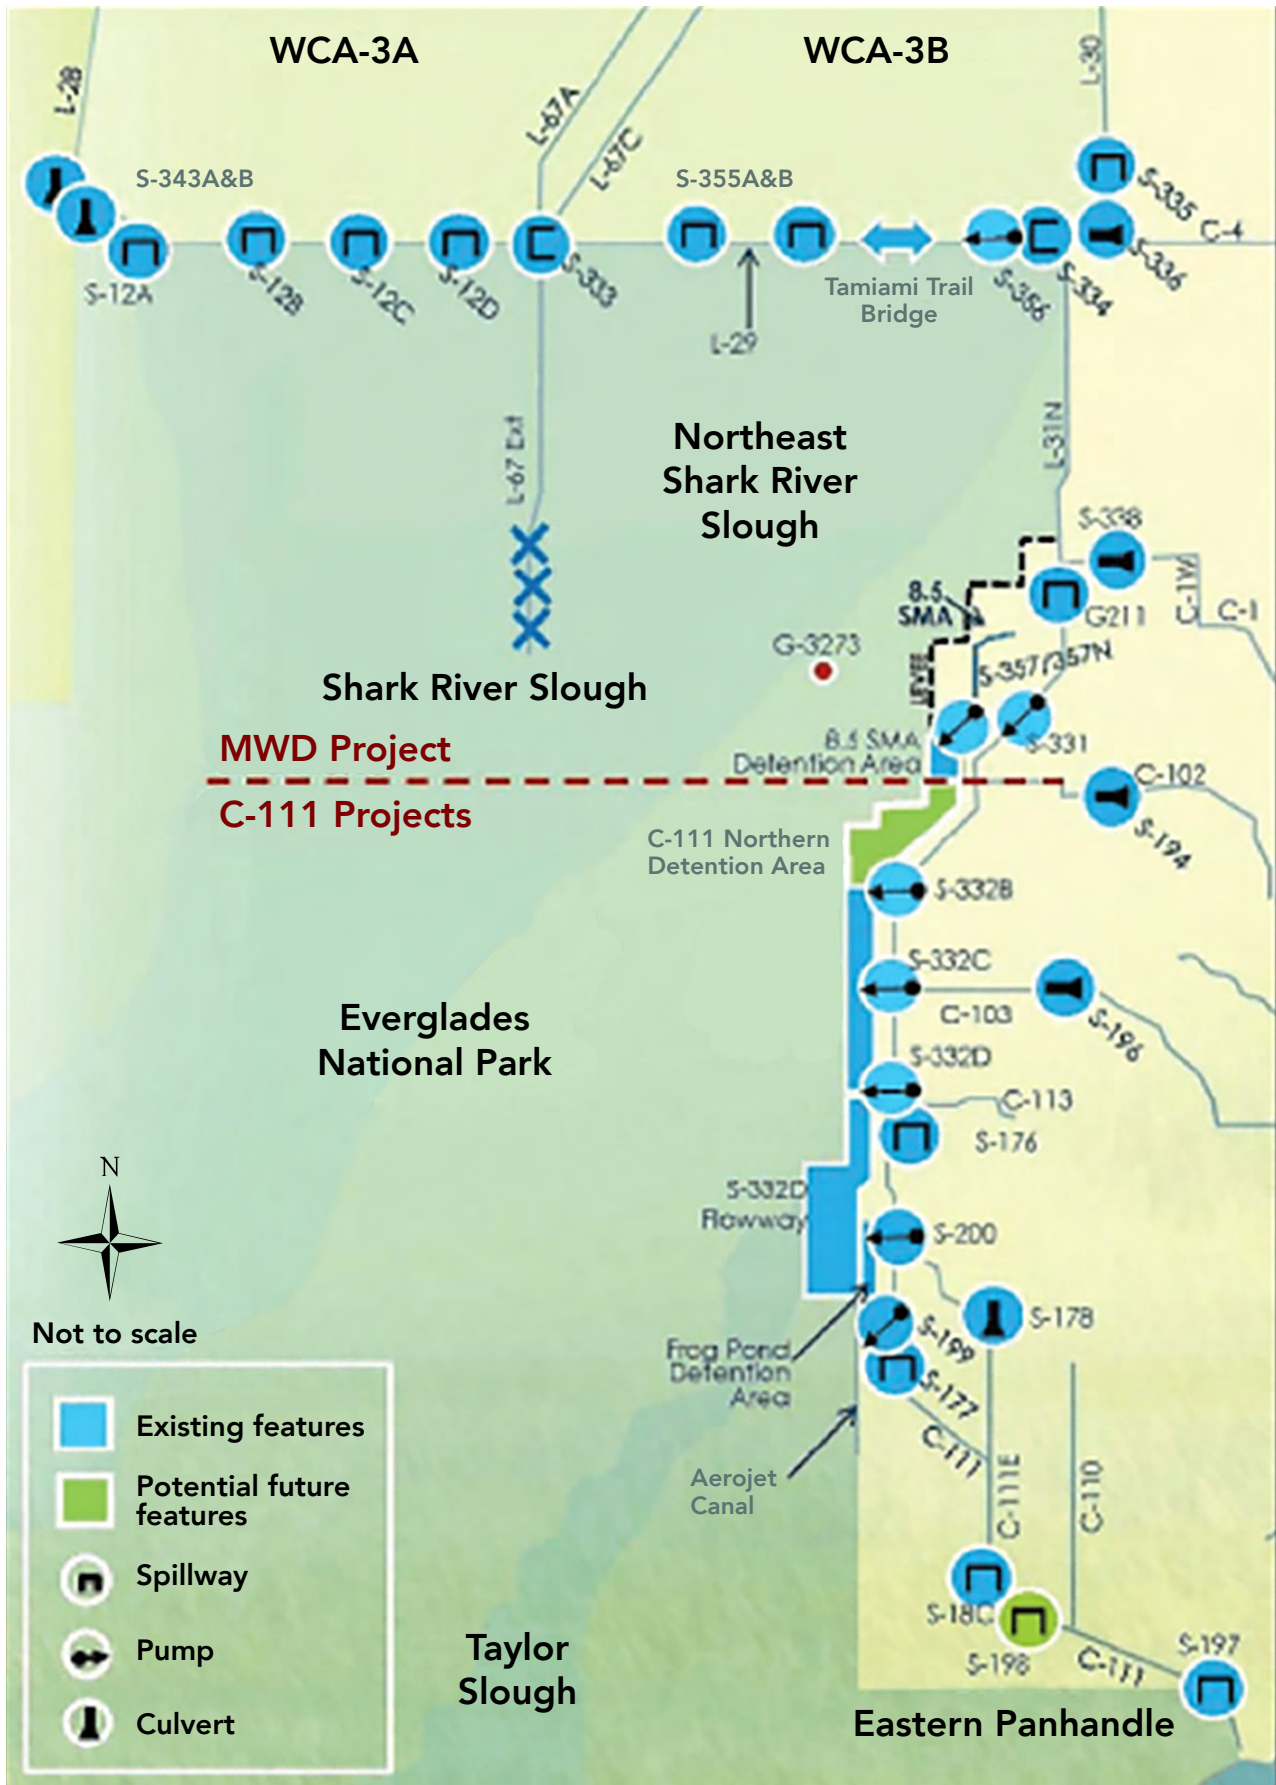 WCA-3A
WCA-3B
L-28
L-67A
L-67C
L-30
S-343A&B
S-355A&B
S-335
C-4
S-336
S-12A
S-12B
S-12C
S-12D
S-333
Tamiami Trail
Bridge
S-356
S-334
L-29
L-67 Ext
L-31N
Northeast
Shark River
Slough
S-338
C-1W
C-1
G211
8.5
SMA
G-3273
LEVEE
S-357/357N
S-331
Shark River Slough
MWD Project
8.5 SMA
Detention Area
C-102
C-111 Projects
C-111 Northern
Detention Area
S-194
S-332B
S-332C
C-103
S-196
Everglades
National Park
S-332D
C-113
S-176
N
S-332D
Flowway
S-200
Not to scale
S-178
Frog Pond
Detention
Area
S-199
S-177
C-111
Aerojet
Canal
C-111E
C-110
Existing features
Potential future
features
Spillway
Pump
Culvert
S-18C
S-198
C-111
S-197
Taylor
Slough
Eastern Panhandle